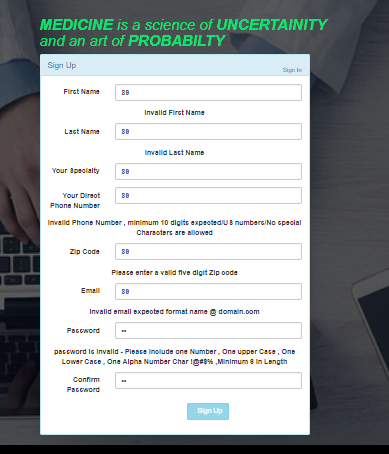 MEDICINE is a science of UNCERTAINITY
and an art of PROBABILTY
Sign Up
Sign In
First Name
89
Invalid First Name
Last Name
89
Invalid Last Name
Your Specialty
89
Your Direct
Phone Number
89
Invalid Phone Number , minimum 10 digits expected/U S numbers/No special
Characters are allowed
Zip Code
89
Please enter a valid five digit Zip code
Email
89
Invalid email expected format name @ domain.com
Password
••
password is Invalid - Please Include one Number , One upper Case , One
Lower Case , One Alpha Number Char !@#$% ,Minimum 6 in Length
Confirm
Password
••
Sign Up